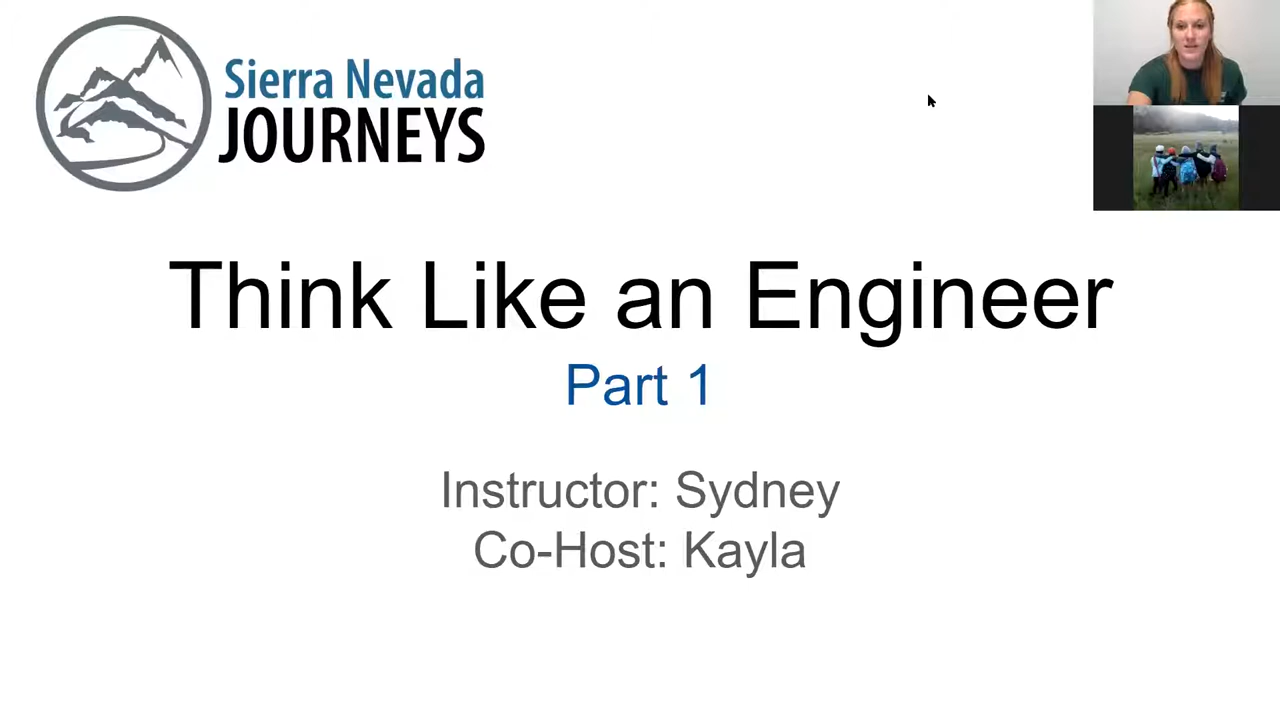 Sierra Nevada
JOURNEYS
Think Like an Engineer
Part 1
Instructor: Sydney
Co-Host: Kayla